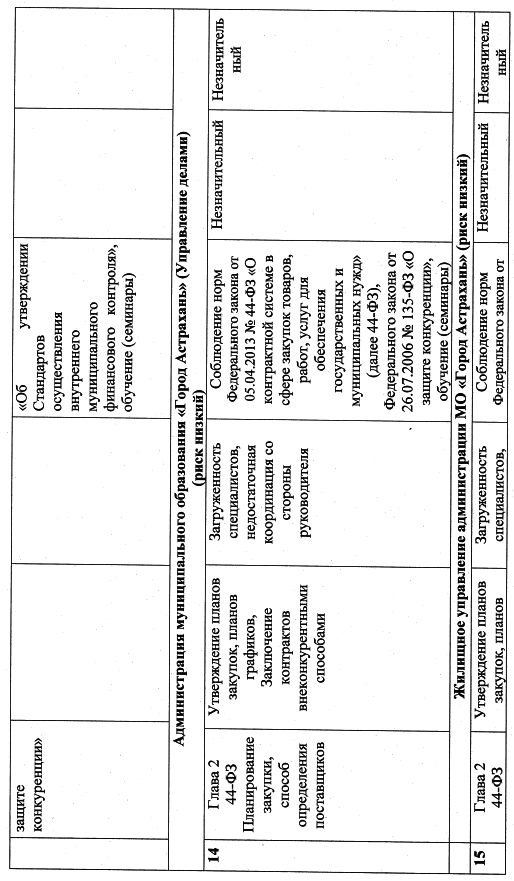 защите
конкуренции»
«Об утверждении
Стандартов
осуществления
внутреннего
муниципального
финансового контроля»,
обучение (семинары)
Администрация муниципального образования «Город Астрахань» (Управление делами)
(риск низкий)
14
Глава 2
44-ФЗ
Планирование
закупки,
способ
определения
поставщиков
Утверждение планов
закупок, планов
графиков,
Заключение
контрактов
внеконкурентными
способами
Загруженность
специалистов,
недостаточная
координация со
стороны
руководителя
Соблюдение норм
Федерального закона от
05.04.2013 № 44-ФЗ «О
контрактной системе в
сфере закупок товаров,
работ, услуг для
обеспечения
государственных и
муниципальных нужд»
(далее 44-ФЗ),
Федерального закона от
26.07.2006 № 135-ФЗ «О
защите конкуренции»,
обучение (семинары)
Незначительный
Незначитель
ный
Жилищное управление администрации МО «Город Астрахань» (риск низкий)
15
Глава 2
44-ФЗ
Утверждение планов
закупок, планов
Загруженность
специалистов,
Соблюдение норм
Федерального закона от
Незначительный
Незначитель
ный